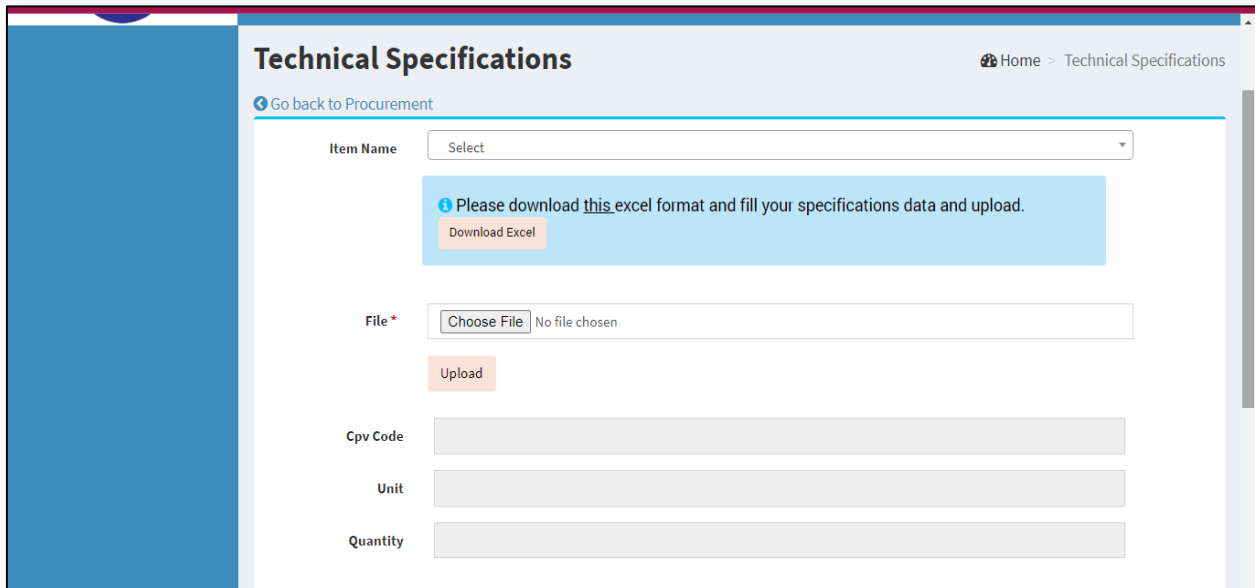 Technical Specifications
Home > Technical Specifications
Go back to Procurement
Item Name Select
Please download this excel format and fill your specifications data and upload.
Download Excel
File * Choose File No file chosen
Upload
Cpv Code
Unit
Quantity